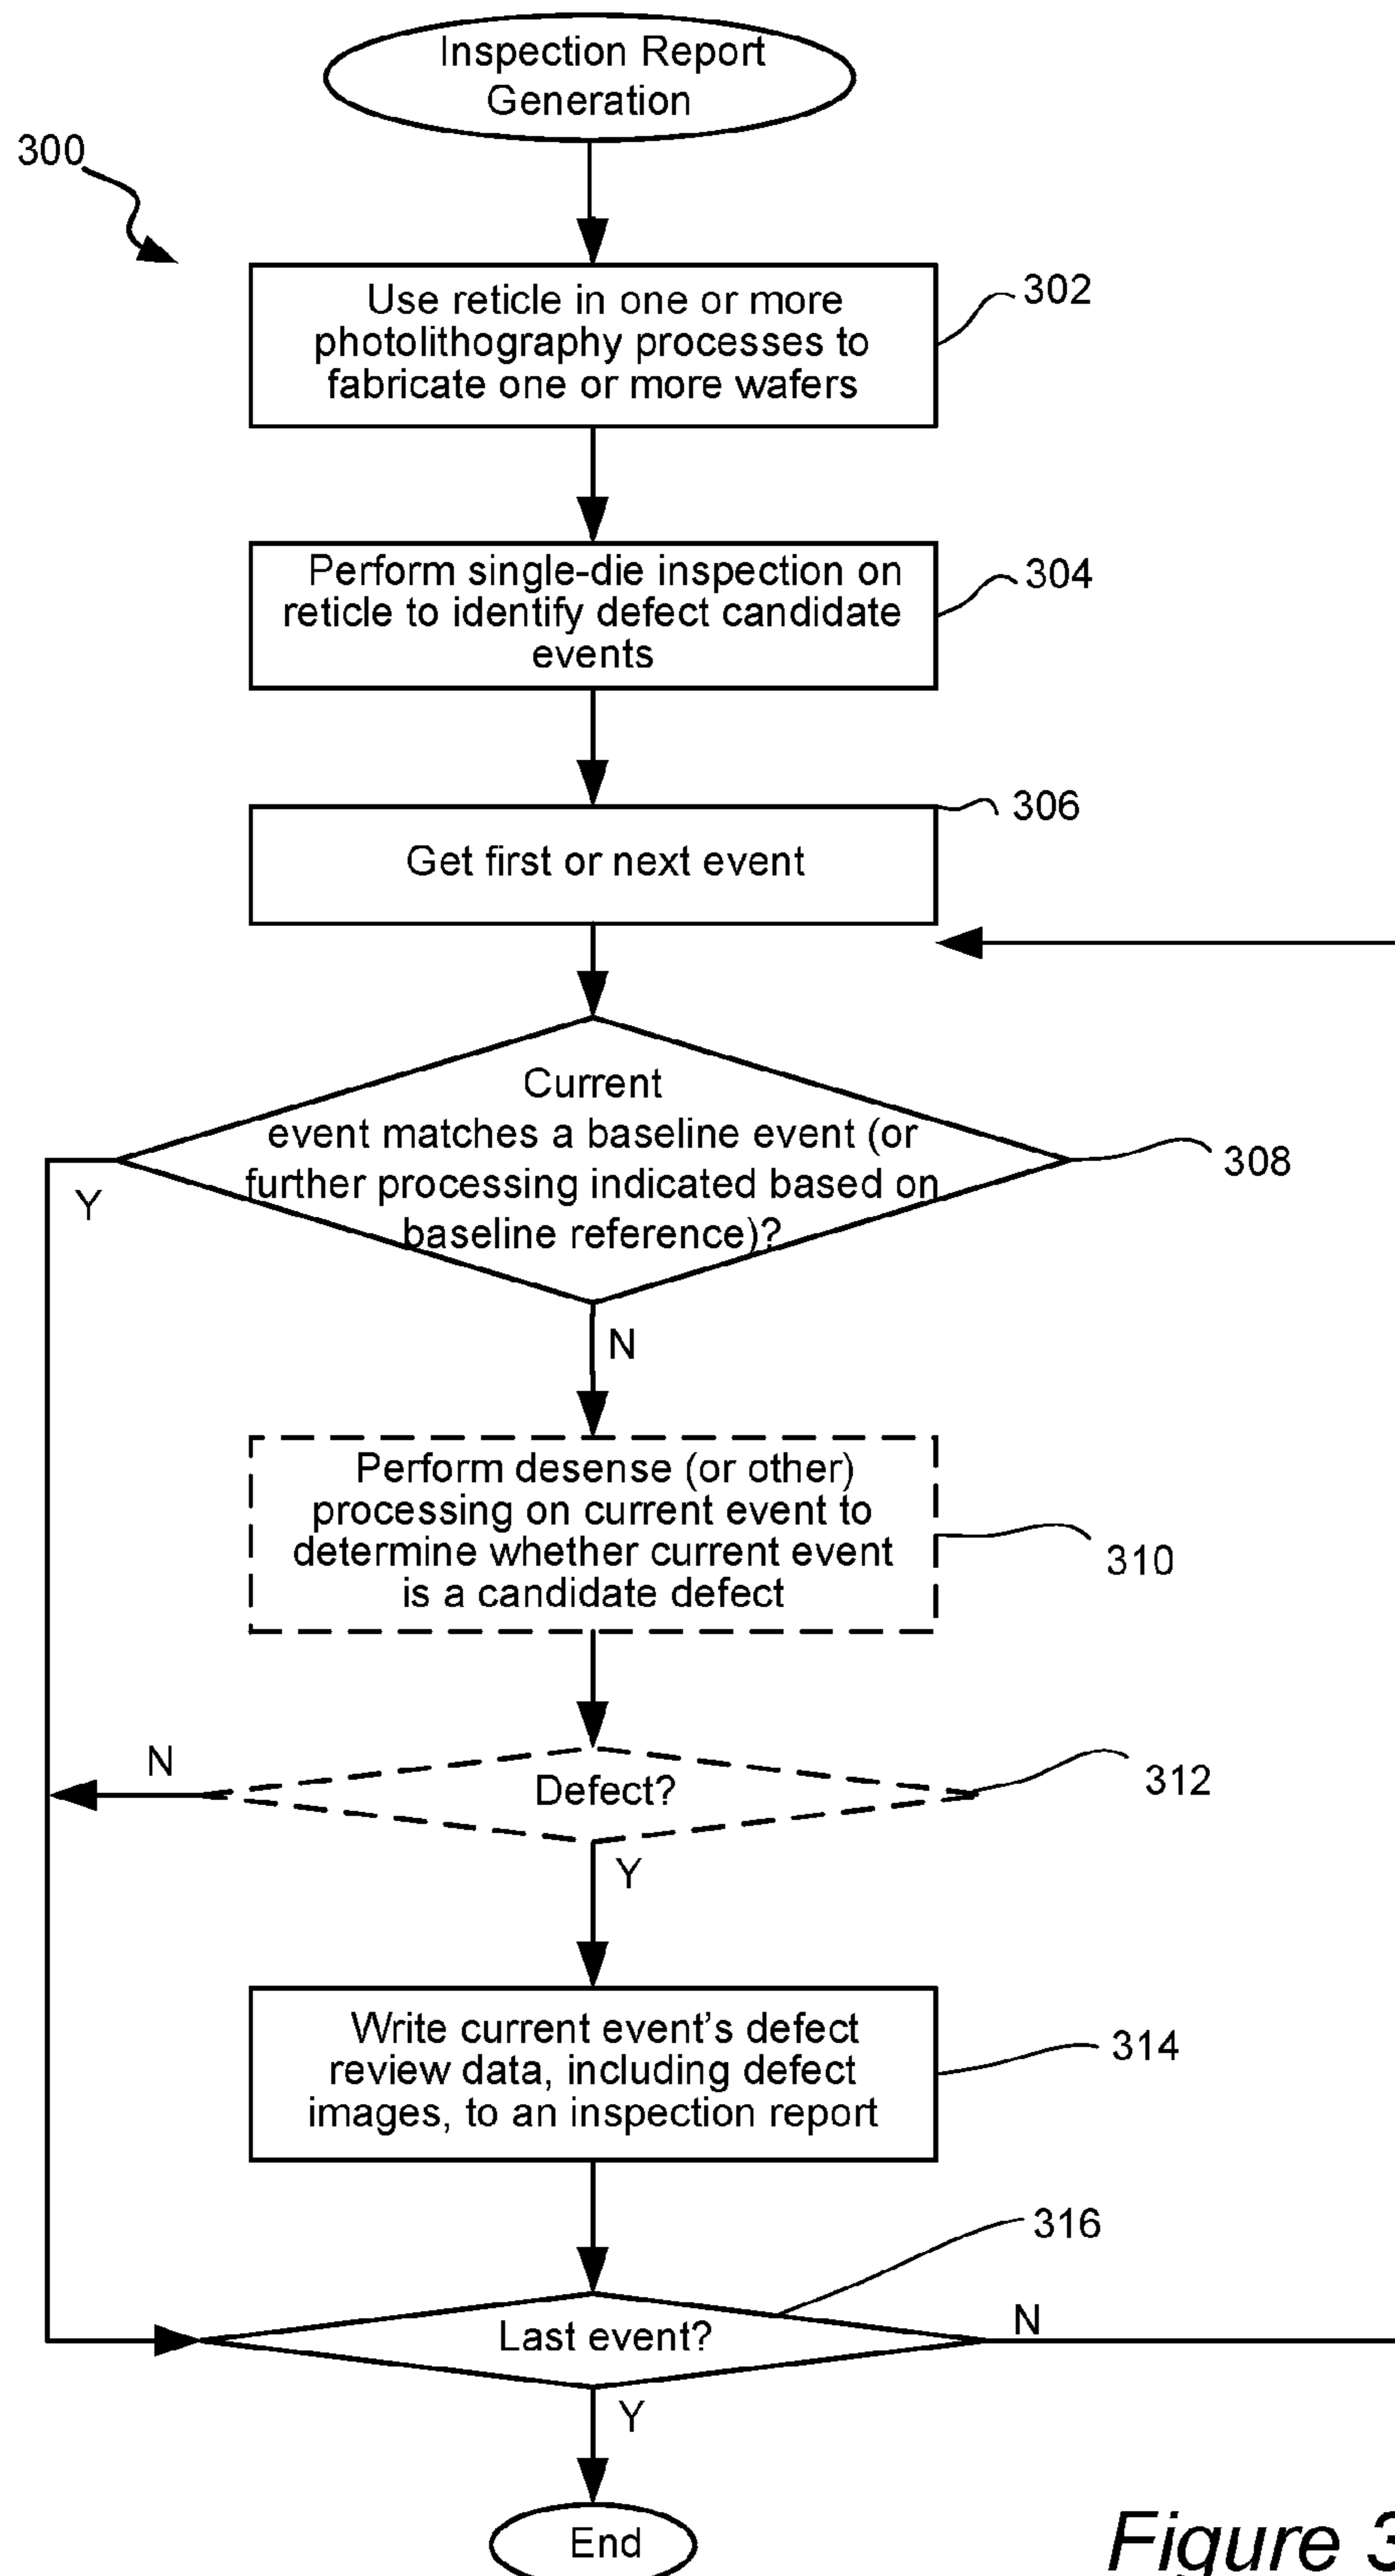 Inspection Report
Generation
300
Use reticle in one or more
photolithography processes to
fabricate one or more wafers
302
Perform single-die inspection on
reticle to identify defect candidate
events
304
306
Get first or next event
Current
event matches a baseline event (or
further processing indicated based on
baseline reference)?
308
Y
N
Perform desense (or other)
processing on current event to
determine whether current event
is a candidate defect
310
N
Defect?
312
Y
Write current event's defect
review data, including defect
images, to an inspection report
314
316
Last event?
N
Y
End
Figure 3